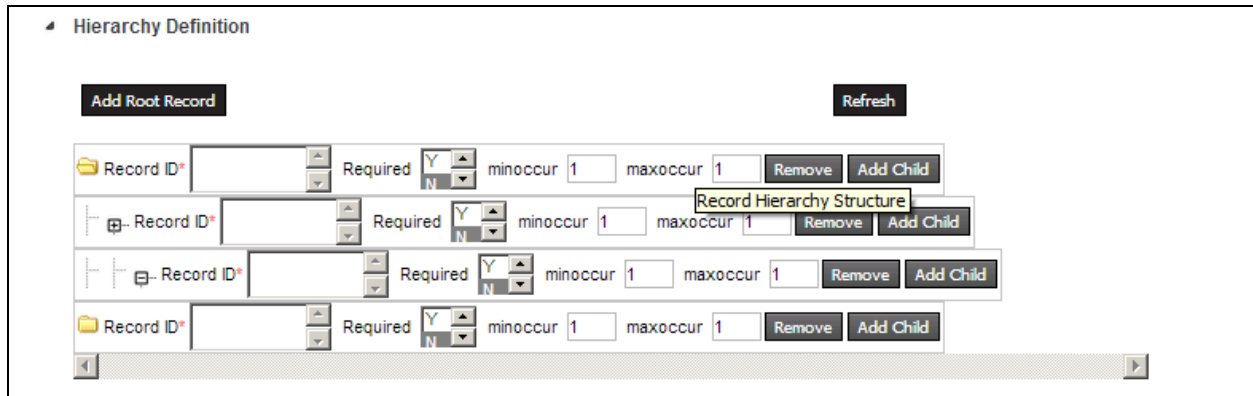 Hierarchy Definition
Add Root Record Refresh
Record ID* Required Y N minoccur 1 maxoccur 1 Remove Add Child
Record Hierarchy Structure
Record ID* Required Y N minoccur 1 maxoccur 1 Remove Add Child
Record ID* Required Y N minoccur 1 maxoccur 1 Remove Add Child
Record ID* Required Y N minoccur 1 maxoccur 1 Remove Add Child